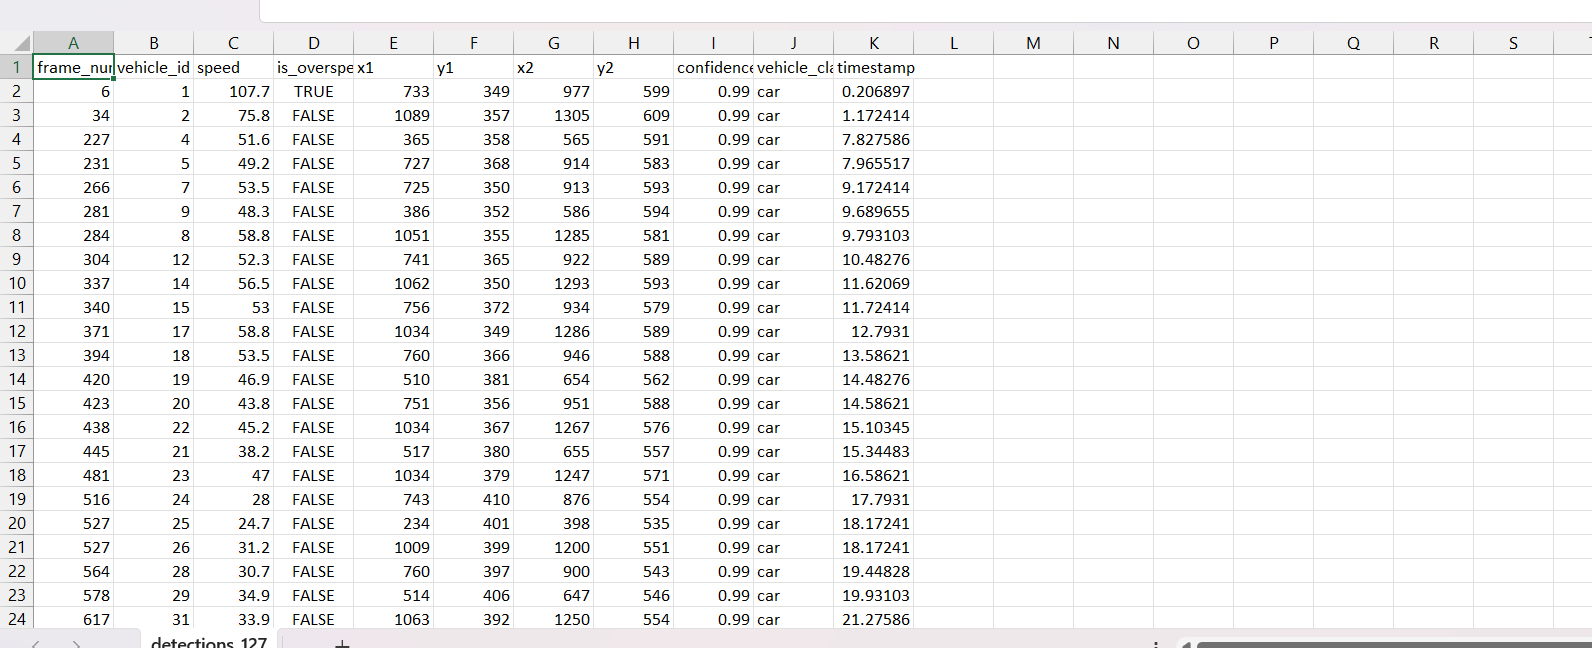 A B C D E F G H I J K L M N O P Q R S
1 frame_nur vehicle_id speed is_overspe x1 y1 x2 y2 confidence vehicle_cla timestamp
2 6 1 107.7 TRUE 733 349 977 599 0.99 car 0.206897
3 34 2 75.8 FALSE 1089 357 1305 609 0.99 car 1.172414
4 227 4 51.6 FALSE 365 358 565 591 0.99 car 7.827586
5 231 5 49.2 FALSE 727 368 914 583 0.99 car 7.965517
6 266 7 53.5 FALSE 725 350 913 593 0.99 car 9.172414
7 281 9 48.3 FALSE 386 352 586 594 0.99 car 9.689655
8 284 8 58.8 FALSE 1051 355 1285 581 0.99 car 9.793103
9 304 12 52.3 FALSE 741 365 922 589 0.99 car 10.48276
10 337 14 56.5 FALSE 1062 350 1293 593 0.99 car 11.62069
11 340 15 53 FALSE 756 372 934 579 0.99 car 11.72414
12 371 17 58.8 FALSE 1034 349 1286 589 0.99 car 12.7931
13 394 18 53.5 FALSE 760 366 946 588 0.99 car 13.58621
14 420 19 46.9 FALSE 510 381 654 562 0.99 car 14.48276
15 423 20 43.8 FALSE 751 356 951 588 0.99 car 14.58621
16 438 22 45.2 FALSE 1034 367 1267 576 0.99 car 15.10345
17 445 21 38.2 FALSE 517 380 655 557 0.99 car 15.34483
18 481 23 47 FALSE 1034 379 1247 571 0.99 car 16.58621
19 516 24 28 FALSE 743 410 876 554 0.99 car 17.7931
20 527 25 24.7 FALSE 234 401 398 535 0.99 car 18.17241
21 527 26 31.2 FALSE 1009 399 1200 551 0.99 car 18.17241
22 564 28 30.7 FALSE 760 397 900 543 0.99 car 19.44828
23 578 29 34.9 FALSE 514 406 647 546 0.99 car 19.93103
24 617 31 33.9 FALSE 1063 392 1250 554 0.99 car 21.27586
detections_127